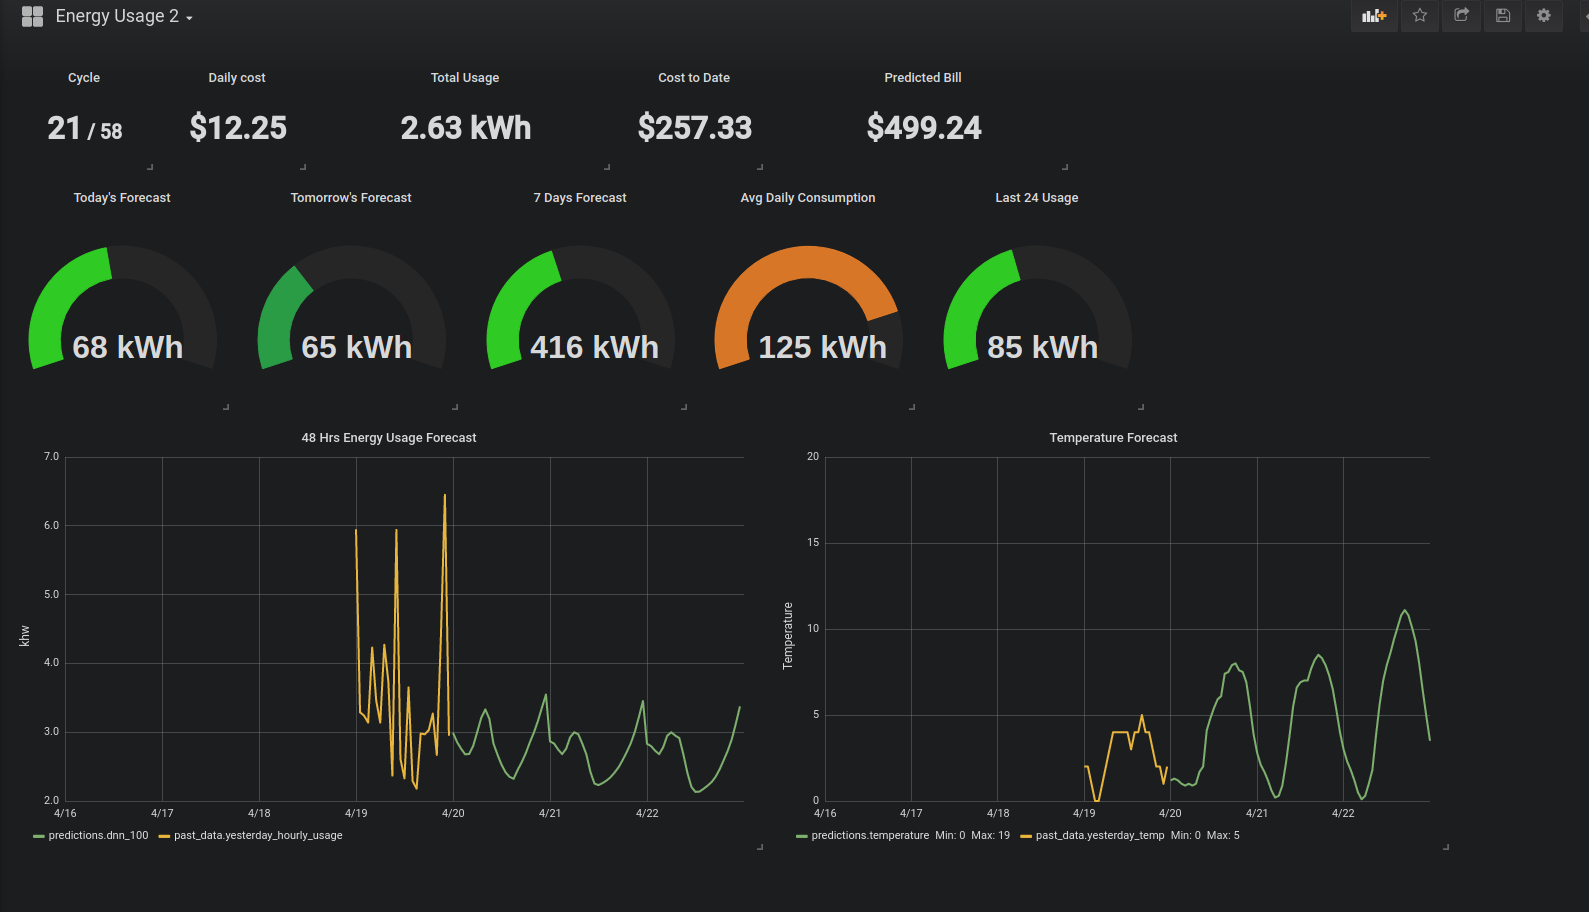 Energy Usage 2
Cycle Daily cost Total Usage Cost to Date Predicted Bill
21 / 58 $12.25 2.63 kWh $257.33 $499.24
Today's Forecast Tomorrow's Forecast 7 Days Forecast Avg Daily Consumption Last 24 Usage
68 kWh 65 kWh 416 kWh 125 kWh 85 kWh
48 Hrs Energy Usage Forecast
7.0
6.0
5.0
4.0
3.0
2.0
khw
4/16 4/17 4/18 4/19 4/20 4/21 4/22
predictions.dnn_100 past_data.yesterday_hourly_usage
Temperature Forecast
20
15
10
5
0
Temperature
4/16 4/17 4/18 4/19 4/20 4/21 4/22
predictions.temperature Min: 0 Max: 19 past_data.yesterday_temp Min: 0 Max: 5